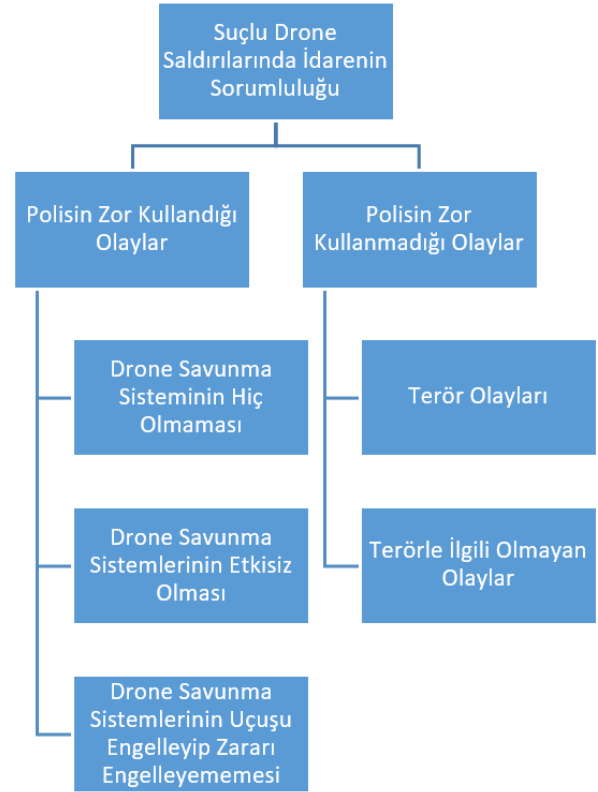 Suçlu Drone
Saldırılarında İdarenin
Sorumluluğu
Polisin Zor Kullandığı
Olaylar
Polisin Zor
Kullanmadığı Olaylar
Drone Savunma
Sisteminin Hiç
Olmaması
Terör Olayları
Drone Savunma
Sistemlerinin Etkisiz
Olması
Terörle İlgili Olmayan
Olaylar
Drone Savunma
Sistemlerinin Uçuşu
Engelleyip Zararı
Engelleyememesi